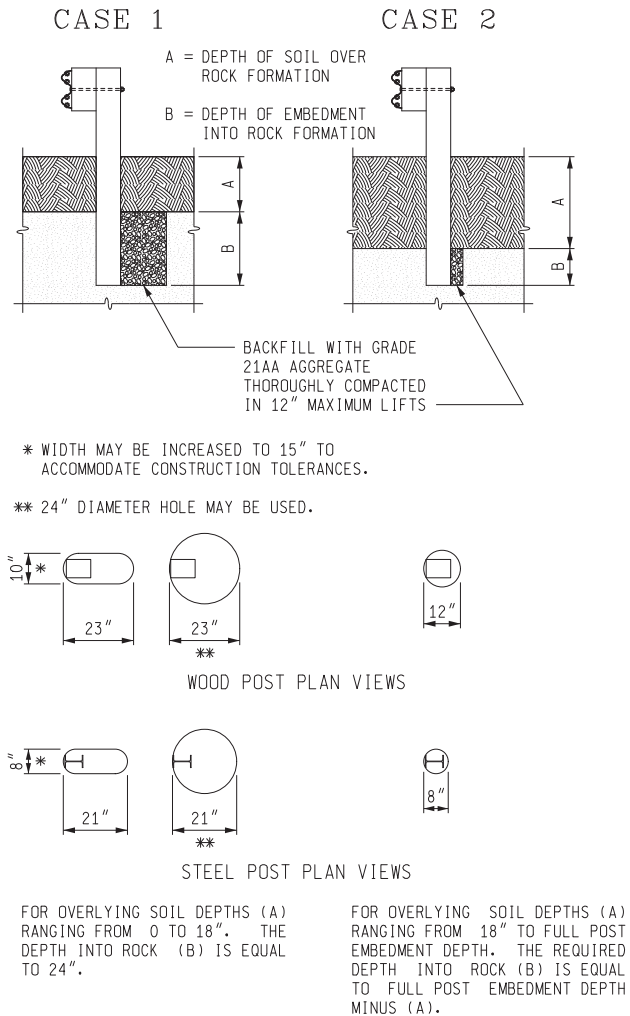 CASE 1
CASE 2
A = DEPTH OF SOIL OVER
ROCK FORMATION
B = DEPTH OF EMBEDMENT
INTO ROCK FORMATION
A
B
A
B
BACKFILL WITH GRADE
21AA AGGREGATE
THOROUGHLY COMPACTED
IN 12" MAXIMUM LIFTS
* WIDTH MAY BE INCREASED TO 15" TO
ACCOMMODATE CONSTRUCTION TOLERANCES.
** 24" DIAMETER HOLE MAY BE USED.
10" *
23"
23"
**
12"
WOOD POST PLAN VIEWS
8" *
21"
21"
**
8"
STEEL POST PLAN VIEWS
FOR OVERLYING SOIL DEPTHS (A)
RANGING FROM 0 TO 18". THE
DEPTH INTO ROCK (B) IS EQUAL
TO 24".
FOR OVERLYING SOIL DEPTHS (A)
RANGING FROM 18" TO FULL POST
EMBEDMENT DEPTH. THE REQUIRED
DEPTH INTO ROCK (B) IS EQUAL
TO FULL POST EMBEDMENT DEPTH
MINUS (A).